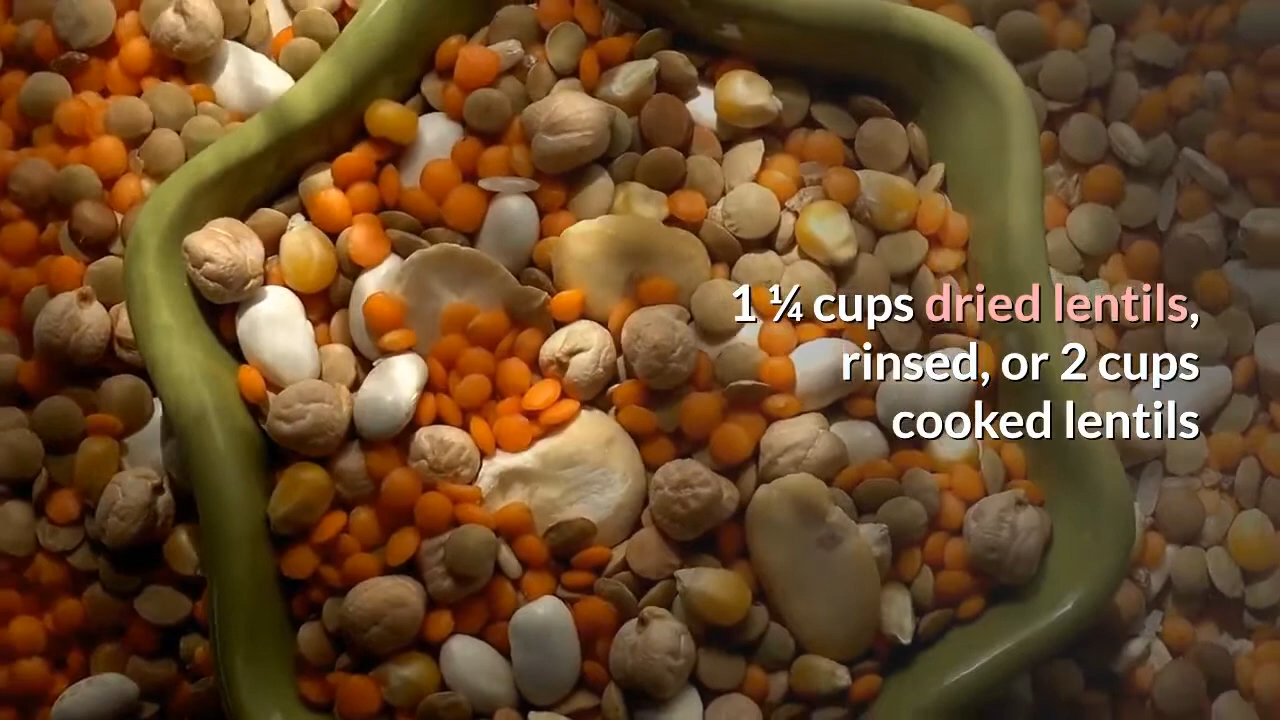 1 ¼ cups dried lentils,
rinsed, or 2 cups
cooked lentils